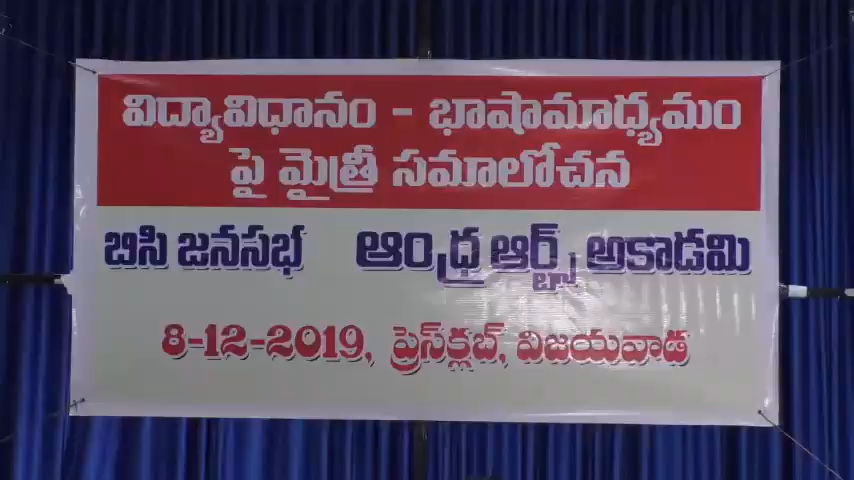 విద్యావిధానం - భాషామాధ్యమం
పై మైత్రీ సమాలోచన
బిసి జనసభ ఆంధ్ర ఆర్ట్స్ అకాడమి
8-12-2019, ప్రెస్‌క్లబ్, విజయవాడ